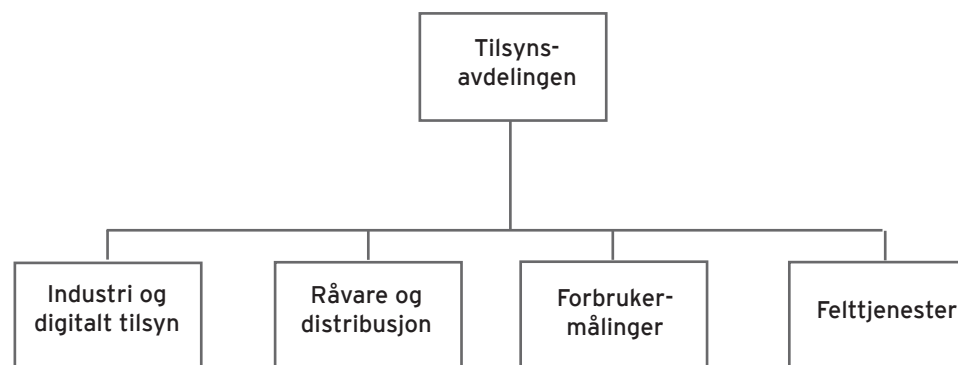 Tilsyns-
avdelingen
Industri og
digitalt tilsyn
Råvare og
distribusjon
Forbruker-
målinger
Felttjenester